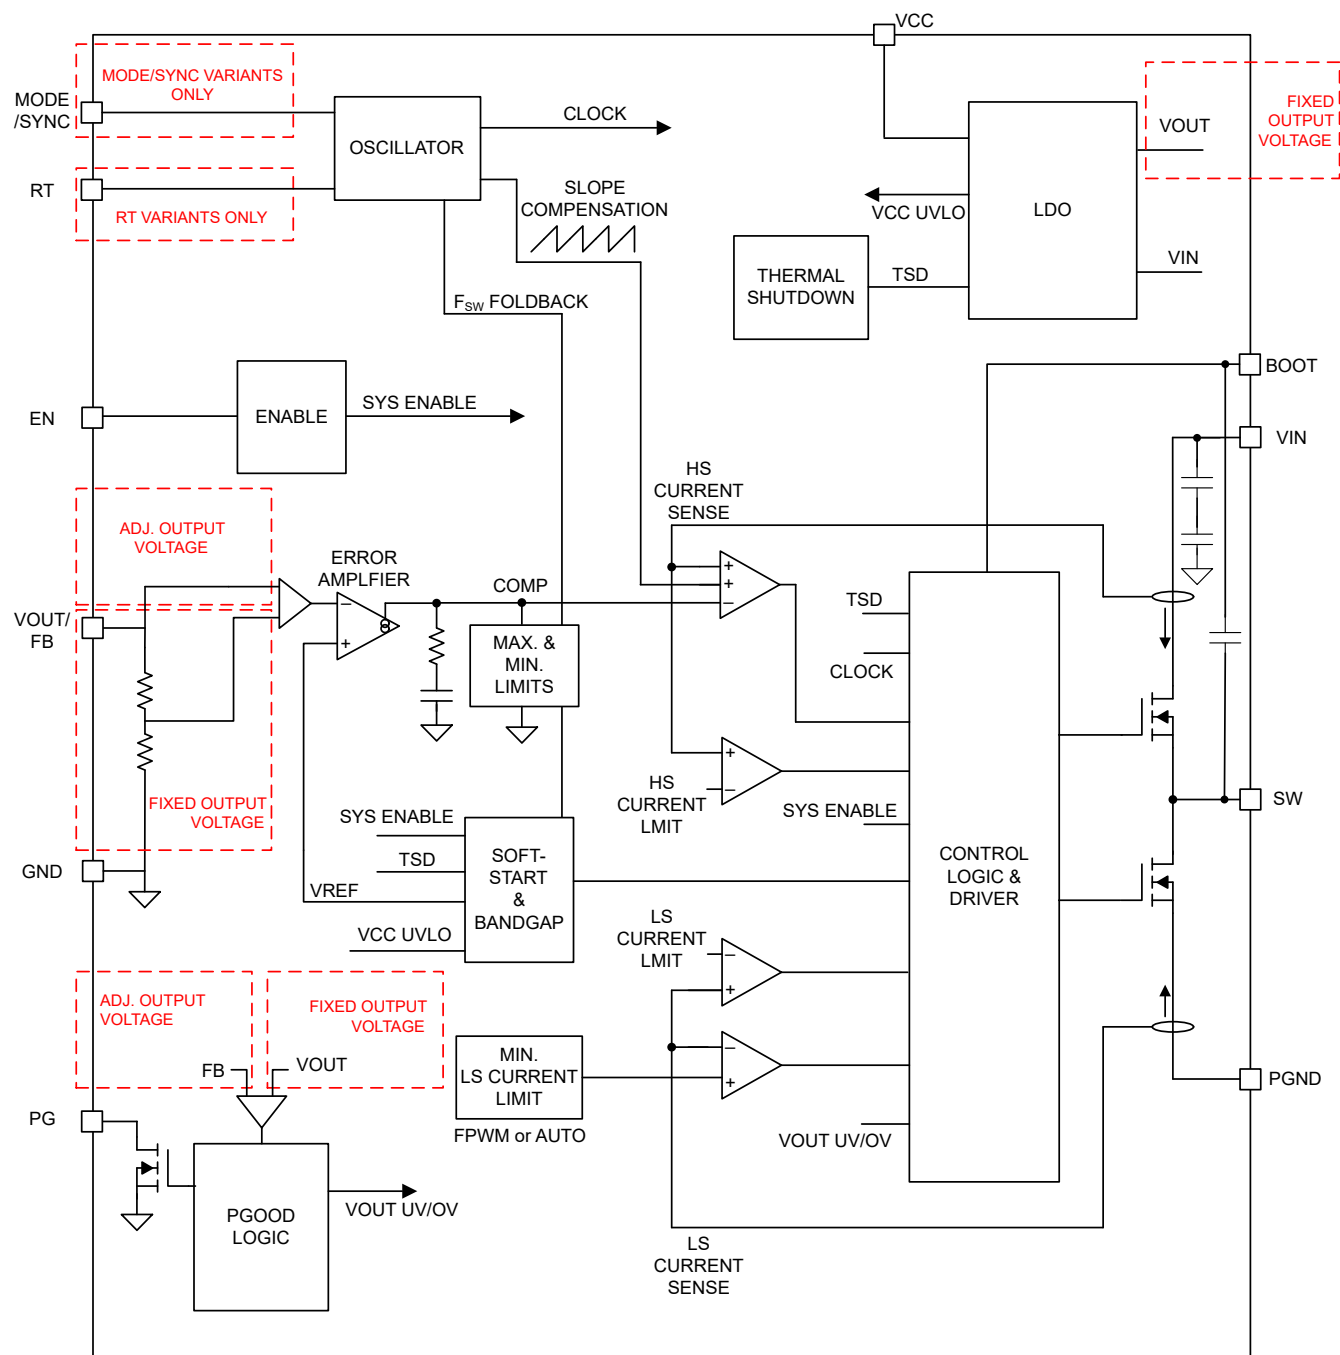 VCC
MODE/SYNC VARIANTS
ONLY
MODE
/SYNC
OSCILLATOR
CLOCK
FIXED
OUTPUT
VOLTAGE
VOUT
RT
RT VARIANTS ONLY
SLOPE
COMPENSATION
VCC UVLO
LDO
VIN
THERMAL
SHUTDOWN
TSD
FSW FOLDBACK
BOOT
EN
ENABLE
SYS ENABLE
VIN
HS
CURRENT
SENSE
ADJ. OUTPUT
VOLTAGE
ERROR
AMPLFIER
COMP
+
+
−
−
+
VOUT/
FB
MAX. &
MIN.
LIMITS
TSD
CLOCK
FIXED OUTPUT
VOLTAGE
HS
CURRENT
LMIT
+
−
SW
SYS ENABLE
SYS ENABLE
TSD
VREF
VCC UVLO
SOFT-
START
&
BANDGAP
CONTROL
LOGIC &
DRIVER
GND
LS
CURRENT
LMIT
−
+
ADJ. OUTPUT
VOLTAGE
FIXED OUTPUT
VOLTAGE
FB
VOUT
MIN.
LS CURRENT
LIMIT
−
+
FPWM or AUTO
PGND
PG
VOUT UV/OV
PGOOD
LOGIC
VOUT UV/OV
LS
CURRENT
SENSE